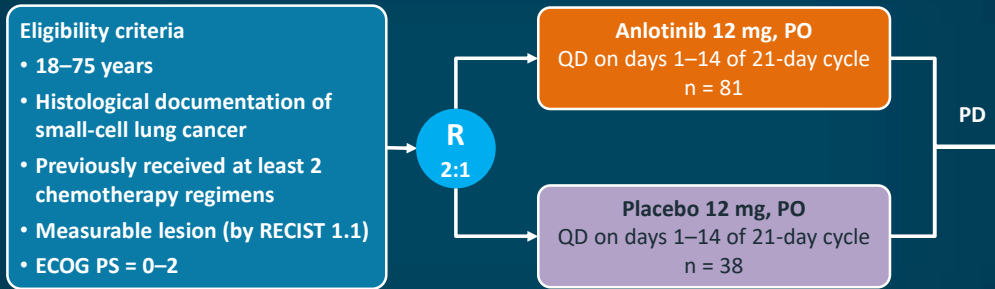 Eligibility criteria
• 18–75 years
• Histological documentation of
small-cell lung cancer
• Previously received at least 2
chemotherapy regimens
• Measurable lesion (by RECIST 1.1)
• ECOG PS = 0–2
R
2:1
Anlotinib 12 mg, PO
QD on days 1–14 of 21-day cycle
n = 81
Placebo 12 mg, PO
QD on days 1–14 of 21-day cycle
n = 38
PD